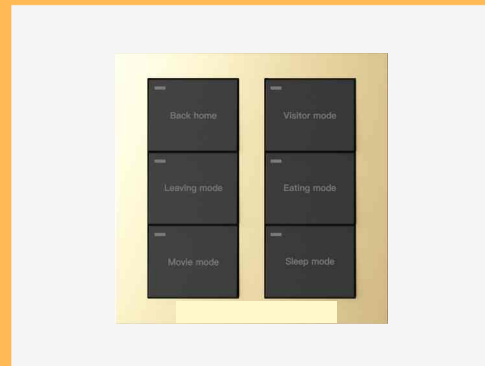 Back home
Visitor mode
Leaving mode
Eating mode
Movie mode
Sleep mode